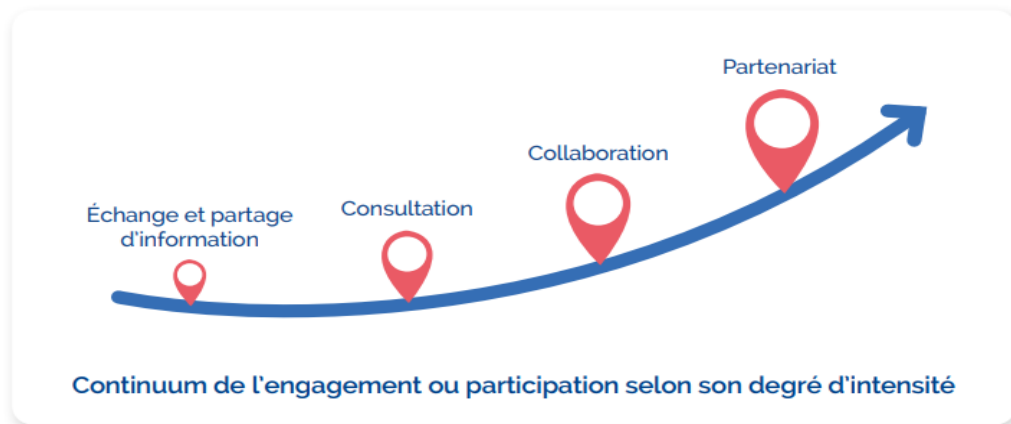 Partenariat
Collaboration
Consultation
Échange et partage
d'information
Continuum de l'engagement ou participation selon son degré d'intensité